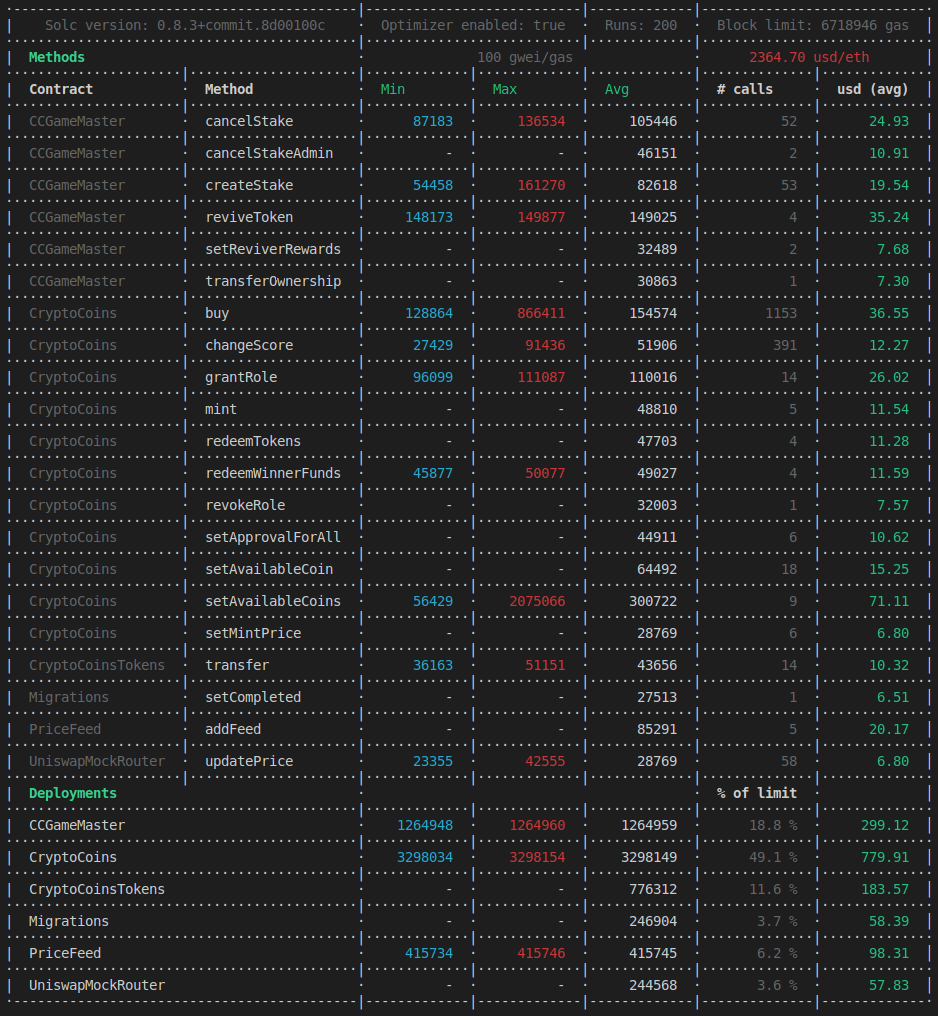 Solc version: 0.8.3+commit.8d00100c | Optimizer enabled: true | Runs: 200 | Block limit: 6718946 gas
Methods · 100 gwei/gas · 2364.70 usd/eth
Contract · Method · Min · Max · Avg · # calls · usd (avg)
CCGameMaster · cancelStake · 87183 · 136534 · 105446 · 52 · 24.93
CCGameMaster · cancelStakeAdmin · - · - · 46151 · 2 · 10.91
CCGameMaster · createStake · 54458 · 161270 · 82618 · 53 · 19.54
CCGameMaster · reviveToken · 148173 · 149877 · 149025 · 4 · 35.24
CCGameMaster · setReviverRewards · - · - · 32489 · 2 · 7.68
CCGameMaster · transferOwnership · - · - · 30863 · 1 · 7.30
CryptoCoins · buy · 128864 · 866411 · 154574 · 1153 · 36.55
CryptoCoins · changeScore · 27429 · 91436 · 51906 · 391 · 12.27
CryptoCoins · grantRole · 96099 · 111087 · 110016 · 14 · 26.02
CryptoCoins · mint · - · - · 48810 · 5 · 11.54
CryptoCoins · redeemTokens · - · - · 47703 · 4 · 11.28
CryptoCoins · redeemWinnerFunds · 45877 · 50077 · 49027 · 4 · 11.59
CryptoCoins · revokeRole · - · - · 32003 · 1 · 7.57
CryptoCoins · setApprovalForAll · - · - · 44911 · 6 · 10.62
CryptoCoins · setAvailableCoin · - · - · 64492 · 18 · 15.25
CryptoCoins · setAvailableCoins · 56429 · 2075066 · 300722 · 9 · 71.11
CryptoCoins · setMintPrice · - · - · 28769 · 6 · 6.80
CryptoCoinsTokens · transfer · 36163 · 51151 · 43656 · 14 · 10.32
Migrations · setCompleted · - · - · 27513 · 1 · 6.51
PriceFeed · addFeed · - · - · 85291 · 5 · 20.17
UniswapMockRouter · updatePrice · 23355 · 42555 · 28769 · 58 · 6.80
Deployments · % of limit ·
CCGameMaster · 1264948 · 1264960 · 1264959 · 18.8 % · 299.12
CryptoCoins · 3298034 · 3298154 · 3298149 · 49.1 % · 779.91
CryptoCoinsTokens · - · - · 776312 · 11.6 % · 183.57
Migrations · - · - · 246904 · 3.7 % · 58.39
PriceFeed · 415734 · 415746 · 415745 · 6.2 % · 98.31
UniswapMockRouter · - · - · 244568 · 3.6 % · 57.83